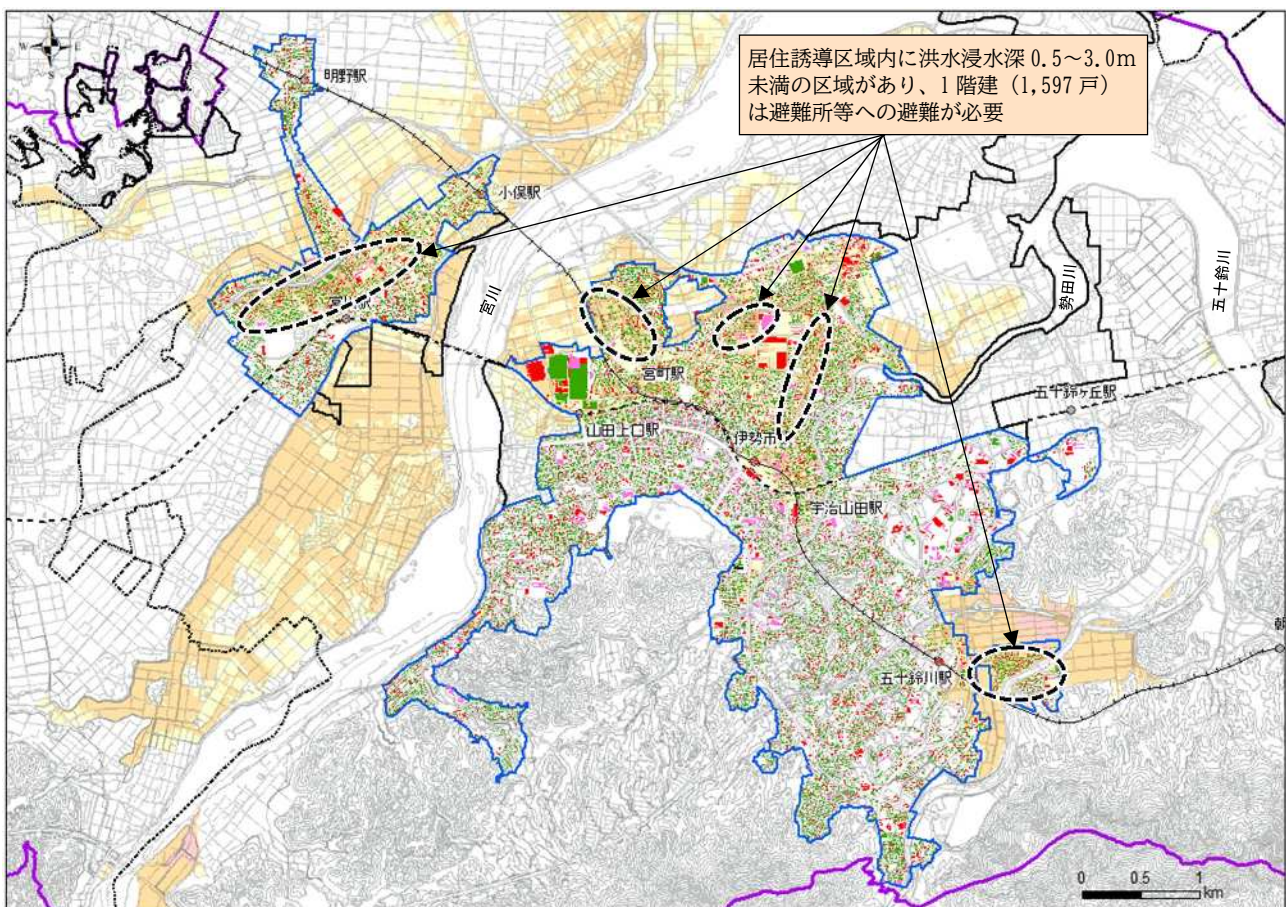 N
W
E
S
居住誘導区域内に洪水浸水深 0.5～3.0m
未満の区域があり、1 階建（1,597 戸）
は避難所等への避難が必要
明野駅
小俣駅
宮川
勢田川
五十鈴川
宮町駅
五十鈴ヶ丘駅
山田上口駅
伊勢市
宇治山田駅
五十鈴川駅
朝
0 0.5 1
km